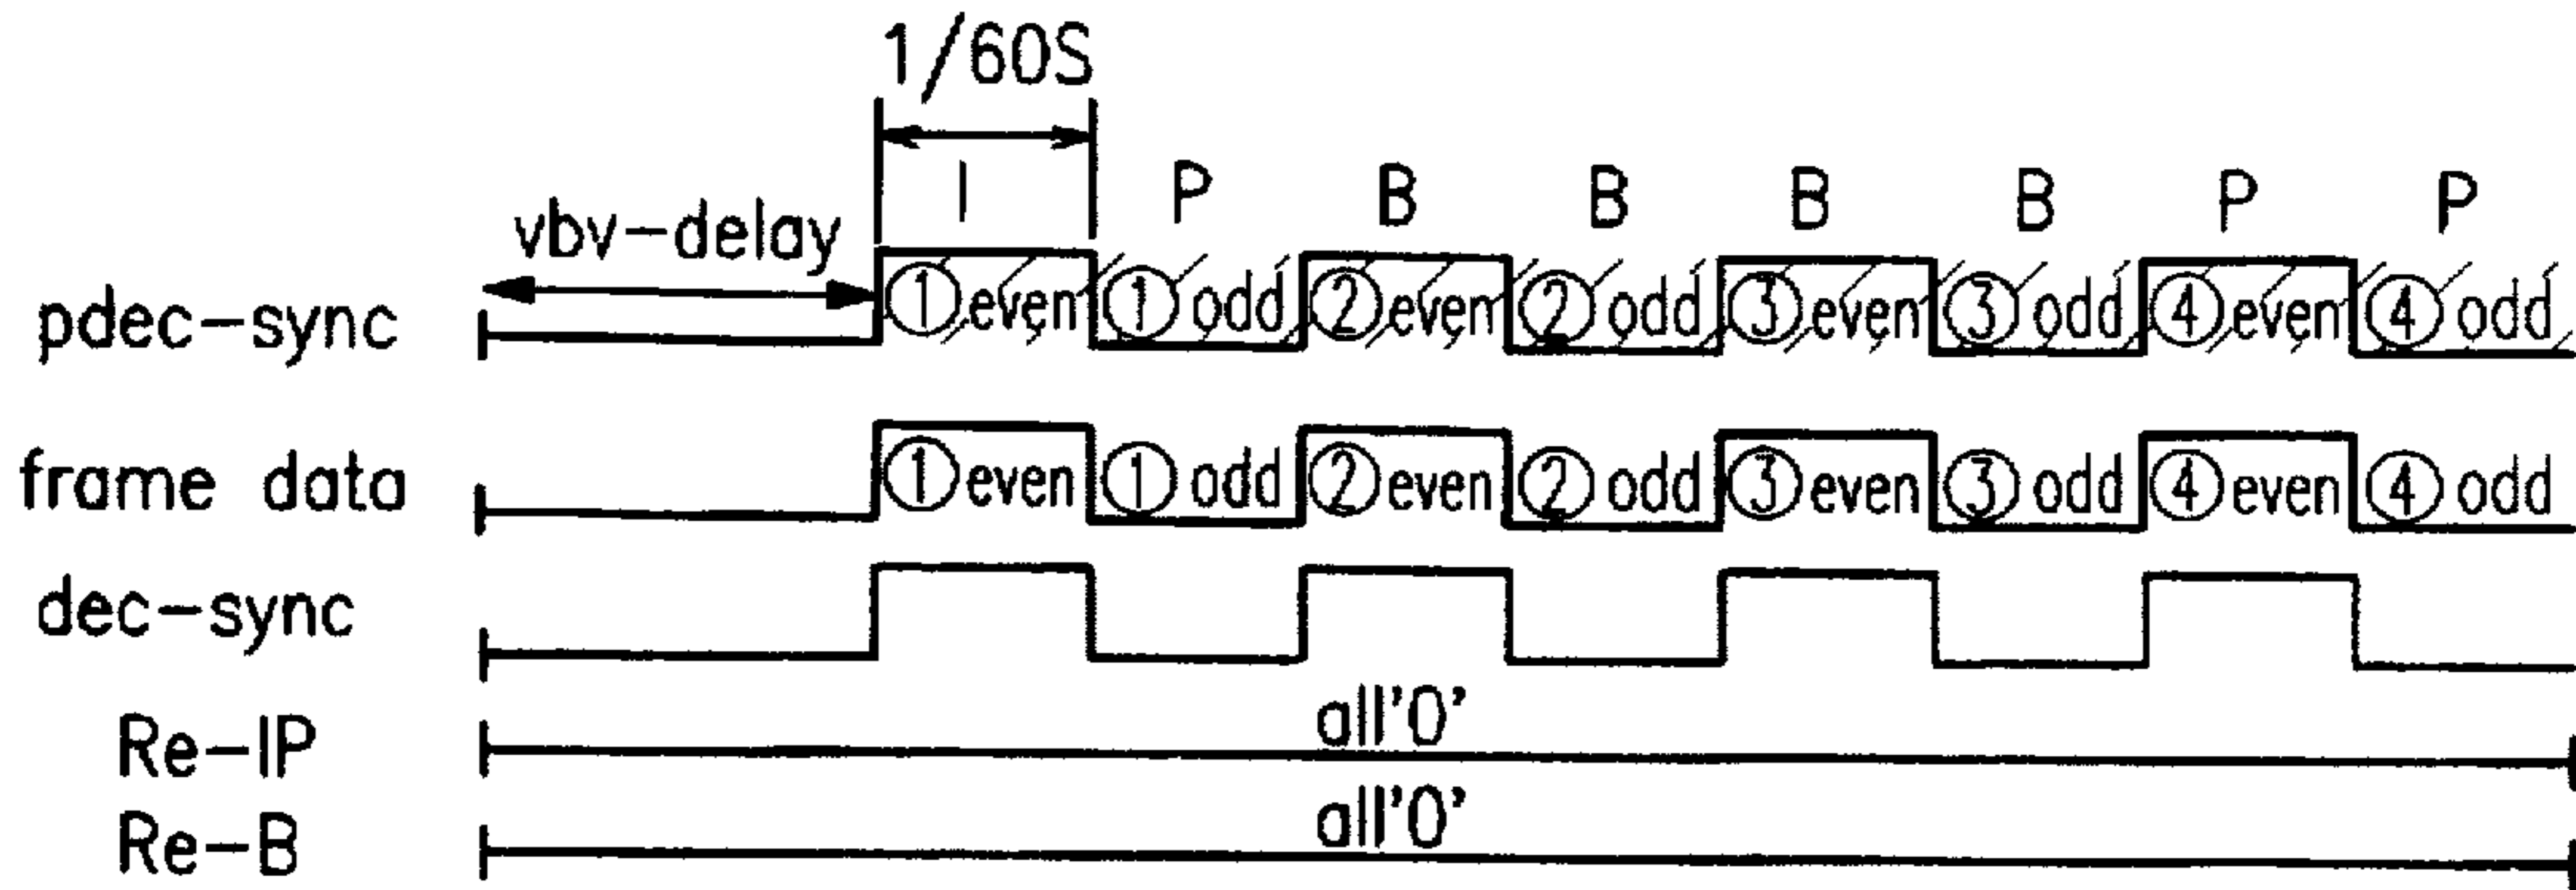 1/60S
I P B B B B P P
vbv-delay
pdec-sync ① even ① odd ② even ② odd ③ even ③ odd ④ even ④ odd
frame data ① even ① odd ② even ② odd ③ even ③ odd ④ even ④ odd
dec-sync
Re-IP all'0'
Re-B all'0'